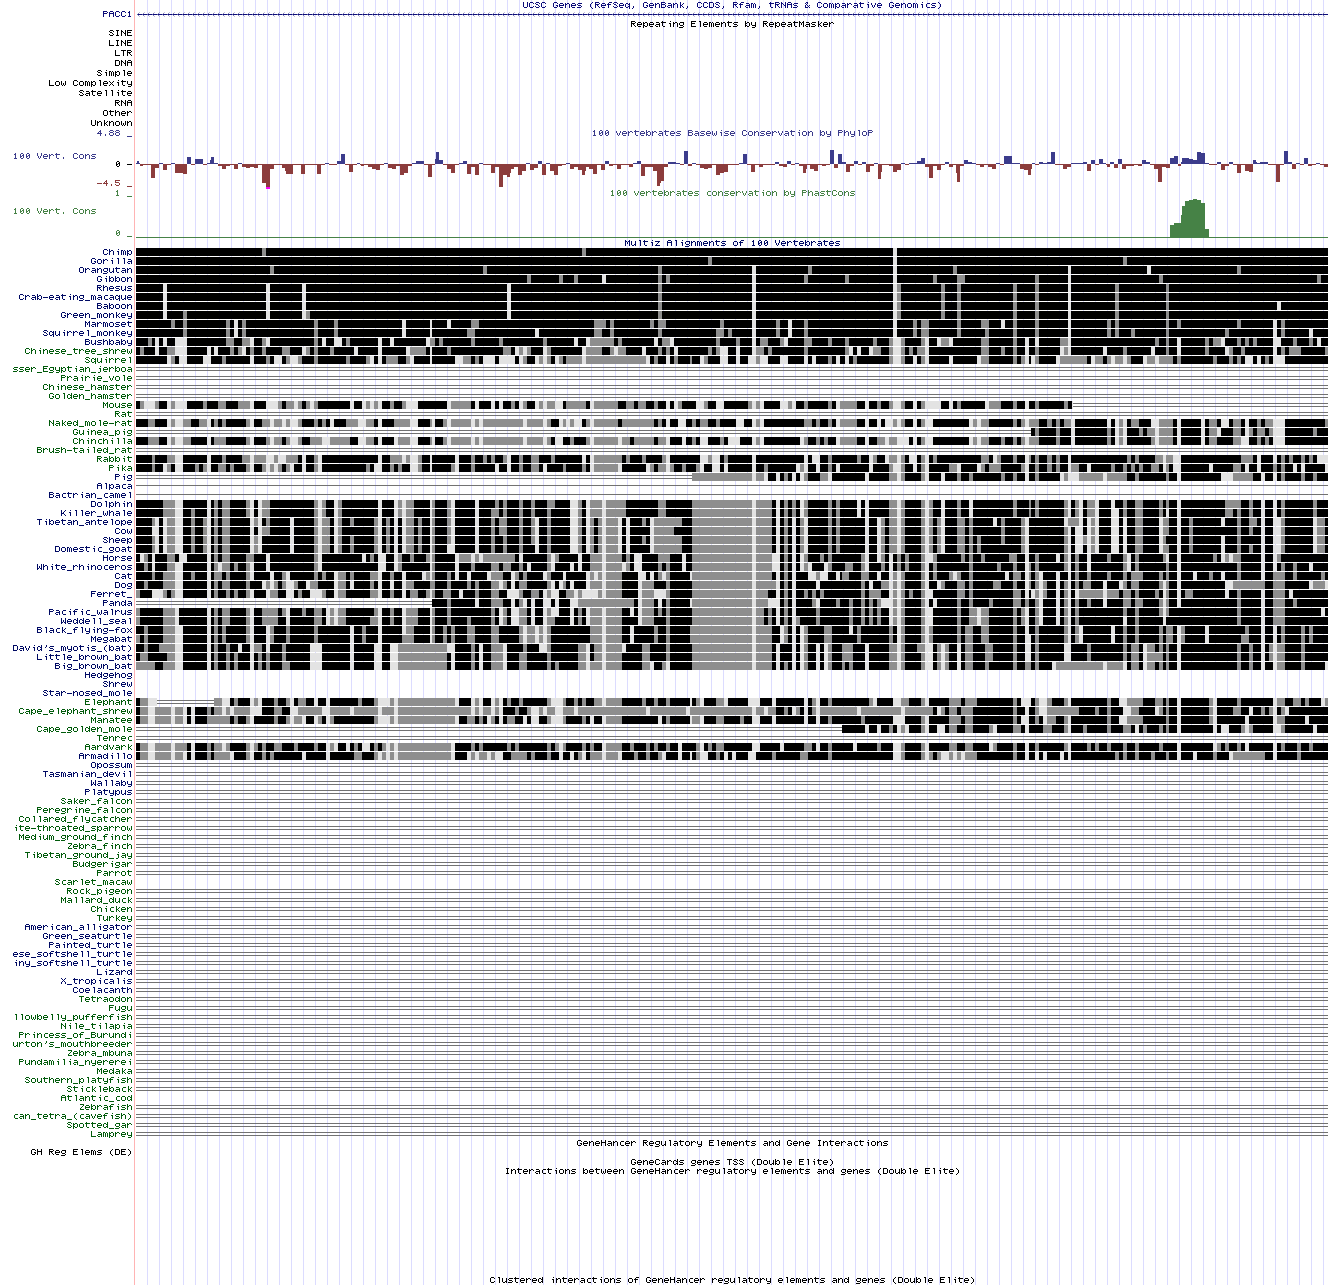 UCSC Genes (RefSeq, GenBank, CCDS, Rfam, tRNAs & Comparative Genomics)
PACC1
Repeating Elements by RepeatMasker
SINE
LINE
LTR
DNA
Simple
Low Complexity
Satellite
RNA
Other
Unknown
4.88 _
100 vertebrates Basewise Conservation by PhyloP
100 Vert. Cons
0 -
-4.5 _
100 vertebrates conservation by PhastCons
1 _
100 Vert. Cons
0 _
Multiz Alignments of 100 Vertebrates
Chimp
Gorilla
Orangutan
Gibbon
Rhesus
Crab-eating_macaque
Baboon
Green_monkey
Marmoset
Squirrel_monkey
Bushbaby
Chinese_tree_shrew
Squirrel
sser_Egyptian_jerboa
Prairie_vole
Chinese_hamster
Golden_hamster
Mouse
Rat
Naked_mole-rat
Guinea_pig
Chinchilla
Brush-tailed_rat
Rabbit
Pika
Pig
Alpaca
Bactrian_camel
Dolphin
Killer_whale
Tibetan_antelope
Cow
Sheep
Domestic_goat
Horse
White_rhinoceros
Cat
Dog
Ferret_
Panda
Pacific_walrus
Weddell_seal
Black_flying-fox
Megabat
David's_myotis_(bat)
Little_brown_bat
Big_brown_bat
Hedgehog
Shrew
Star-nosed_mole
Elephant
Cape_elephant_shrew
Manatee
Cape_golden_mole
Tenrec
Aardvark
Armadillo
Opossum
Tasmanian_devil
Wallaby
Platypus
Saker_falcon
Peregrine_falcon
Collared_flycatcher
ite-throated_sparrow
Medium_ground_finch
Zebra_finch
Tibetan_ground_jay
Budgerigar
Parrot
Scarlet_macaw
Rock_pigeon
Mallard_duck
Chicken
Turkey
American_alligator
Green_seaturtle
Painted_turtle
ese_softshell_turtle
iny_softshell_turtle
Lizard
X_tropicalis
Coelacanth
Tetraodon
Fugu
llowbelly_pufferfish
Nile_tilapia
Princess_of_Burundi
urton's_mouthbreeder
Zebra_mbuna
Pundamilia_nyererei
Medaka
Southern_platyfish
Stickleback
Atlantic_cod
Zebrafish
can_tetra_(cavefish)
Spotted_gar
Lamprey
GeneHancer Regulatory Elements and Gene Interactions
GH Reg Elems (DE)
GeneCards genes TSS (Double Elite)
Interactions between GeneHancer regulatory elements and genes (Double Elite)
Clustered interactions of GeneHancer regulatory elements and genes (Double Elite)